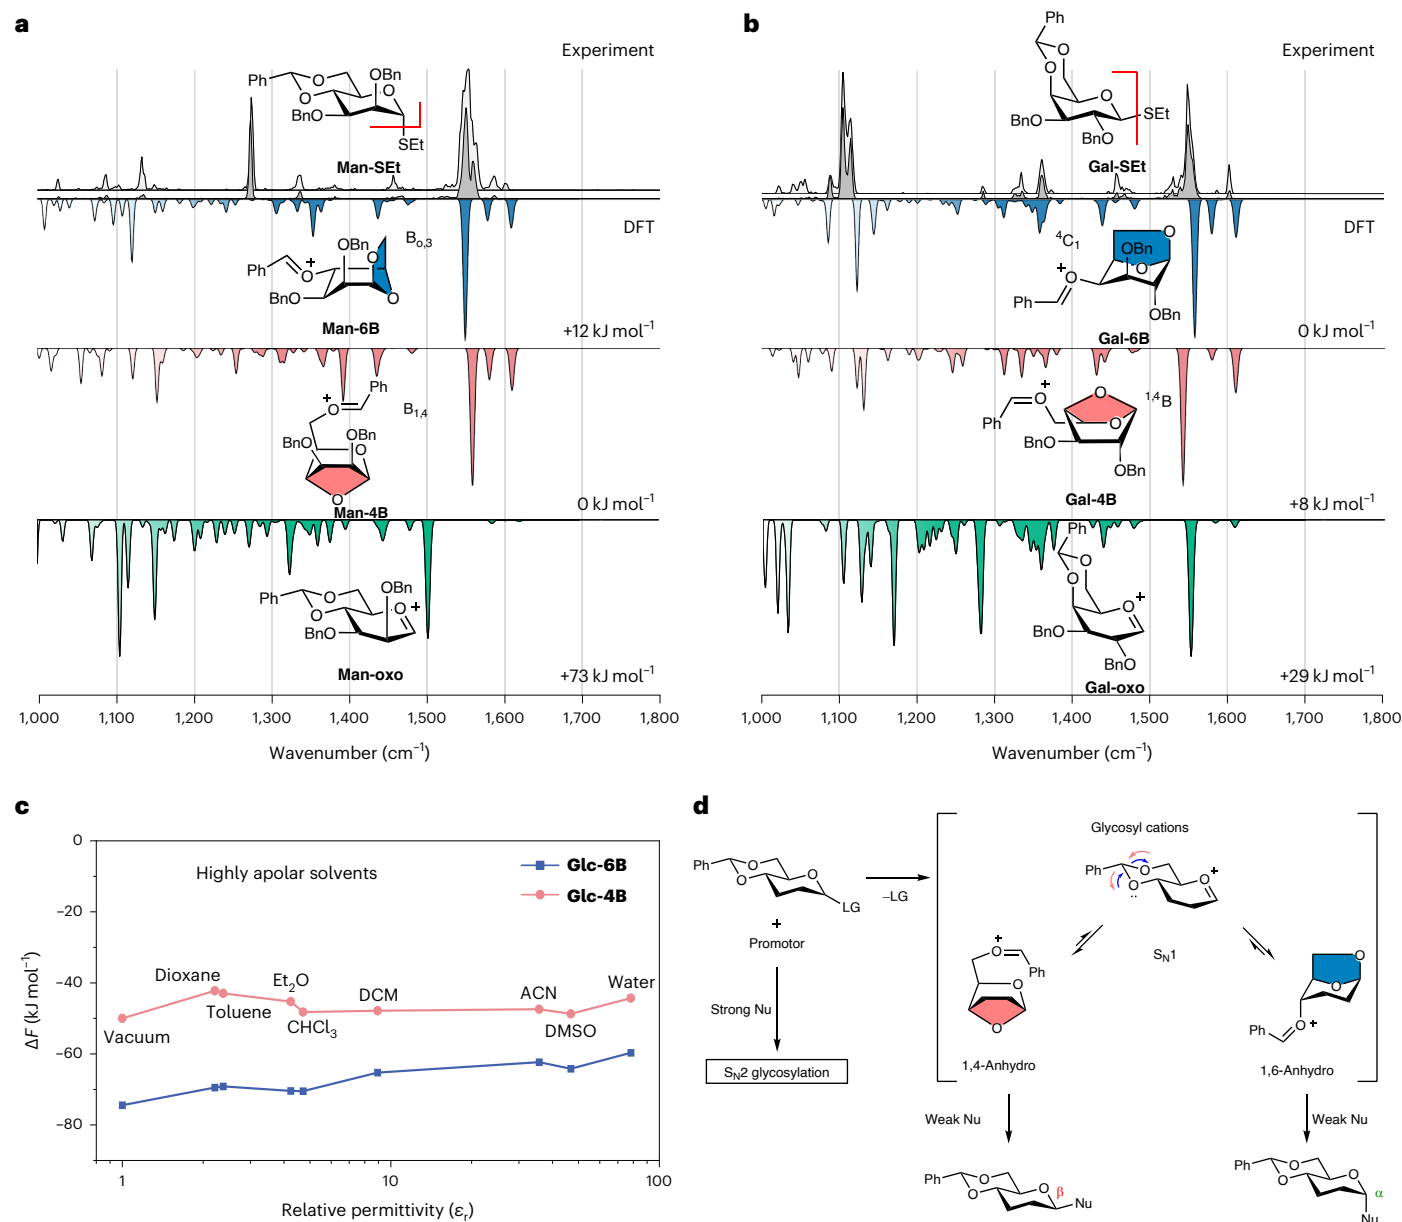 a
Experiment
Ph
O
O
OBn
O
BnO
SEt
Man-SEt
DFT
Ph
O
+
OBn
O
O
BnO
B₀,₃
Man-6B
+12 kJ mol⁻¹
Ph
+
O
B₁,₄
BnO
OBn
O
O
Man-4B
0 kJ mol⁻¹
Ph
O
O
OBn
O
+
BnO
Man-oxo
+73 kJ mol⁻¹
1,000 1,100 1,200 1,300 1,400 1,500 1,600 1,700 1,800
Wavenumber (cm⁻¹)
b
Experiment
Ph
O
O
O
BnO
SEt
BnO
Gal-SEt
DFT
⁴C₁
O
OBn
+
O
O
Ph
OBn
Gal-6B
0 kJ mol⁻¹
+
O
O
¹,⁴B
Ph
O
BnO
OBn
Gal-4B
+8 kJ mol⁻¹
Ph
O
O
+
O
BnO
BnO
Gal-oxo
+29 kJ mol⁻¹
1,000 1,100 1,200 1,300 1,400 1,500 1,600 1,700 1,800
Wavenumber (cm⁻¹)
c
0
−20
−40
−60
−80
ΔF (kJ mol⁻¹)
Highly apolar solvents
Glc-6B
Glc-4B
Vacuum
Dioxane
Toluene
Et₂O
CHCl₃
DCM
ACN
DMSO
Water
1 10 100
Relative permittivity (εᵣ)
d
Ph
O
O
O
LG
+
Promotor
–LG
Strong Nu
S_N2 glycosylation
Glycosyl cations
Ph
O
O
··
O
+
S_N1
+
O
Ph
O
O
1,4-Anhydro
O
O
Ph
O
+
1,6-Anhydro
Weak Nu
Weak Nu
Ph
O
O
O
β
Nu
Ph
O
O
O
α
Nu